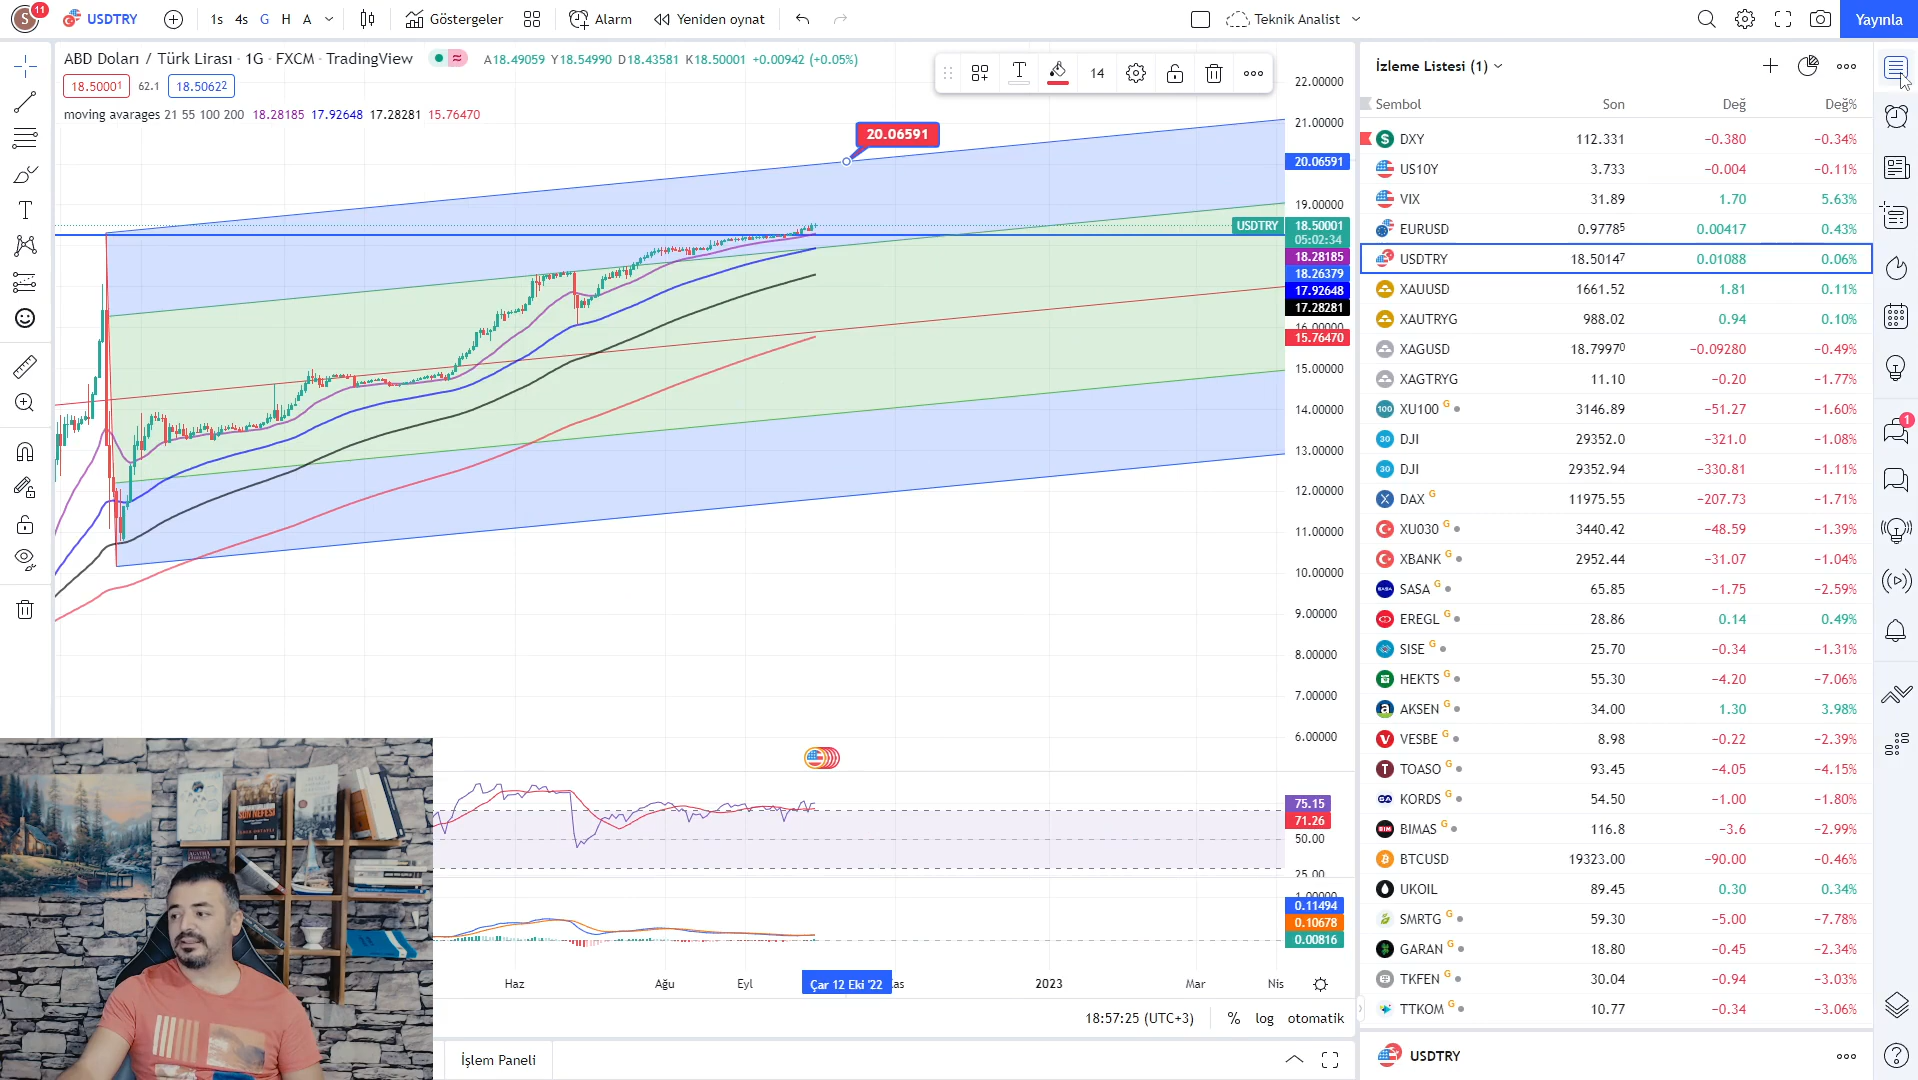 S 11 USDTRY 1s 4s G H A Göstergeler Alarm Yeniden oynat Teknik Analist Yayınla
ABD Doları / Türk Lirası · 1G · FXCM · TradingView A18.49059 Y18.54990 D18.43581 K18.50001 +0.00942 (+0.05%)
18.50001 62.1 18.50622
moving avarages 21 55 100 200 18.28185 17.92648 17.28281 15.76470
14
20.06591
22.00000
21.00000
20.06591
19.00000
USDTRY 18.50001
05:02:34
18.28185
18.26379
17.92648
17.28281
16.00000
15.76470
15.00000
14.00000
13.00000
12.00000
11.00000
10.00000
9.00000
8.00000
7.00000
6.00000
75.15
71.26
50.00
25.00
1.00000
0.11494
0.10678
0.00816
Haz Ağu Eyl Çar 12 Eki '22 2023 Mar Nis
18:57:25 (UTC+3) % log otomatik
İşlem Paneli
SON NEFESİ
İzleme Listesi (1)
Sembol Son Değ Değ%
DXY 112.331 −0.380 −0.34%
US10Y 3.733 −0.004 −0.11%
VIX 31.89 1.70 5.63%
EURUSD 0.97785 0.00417 0.43%
USDTRY 18.50147 0.01088 0.06%
XAUUSD 1661.52 1.81 0.11%
XAUTRYG 988.02 0.94 0.10%
XAGUSD 18.79970 −0.09280 −0.49%
XAGTRYG 11.10 −0.20 −1.77%
100 XU100 G 3146.89 −51.27 −1.60%
30 DJI 29352.0 −321.0 −1.08%
30 DJI 29352.94 −330.81 −1.11%
DAX G 11975.55 −207.73 −1.71%
XU030 G 3440.42 −48.59 −1.39%
XBANK G 2952.44 −31.07 −1.04%
SASA G 65.85 −1.75 −2.59%
EREGL G 28.86 0.14 0.49%
SISE G 25.70 −0.34 −1.31%
HEKTS G 55.30 −4.20 −7.06%
AKSEN G 34.00 1.30 3.98%
VESBE G 8.98 −0.22 −2.39%
TOASO G 93.45 −4.05 −4.15%
KORDS G 54.50 −1.00 −1.80%
BIMAS G 116.8 −3.6 −2.99%
BTCUSD 19323.00 −90.00 −0.46%
UKOIL 89.45 0.30 0.34%
SMRTG G 59.30 −5.00 −7.78%
GARAN G 18.80 −0.45 −2.34%
TKFEN G 30.04 −0.94 −3.03%
TTKOM G 10.77 −0.34 −3.06%
USDTRY
1